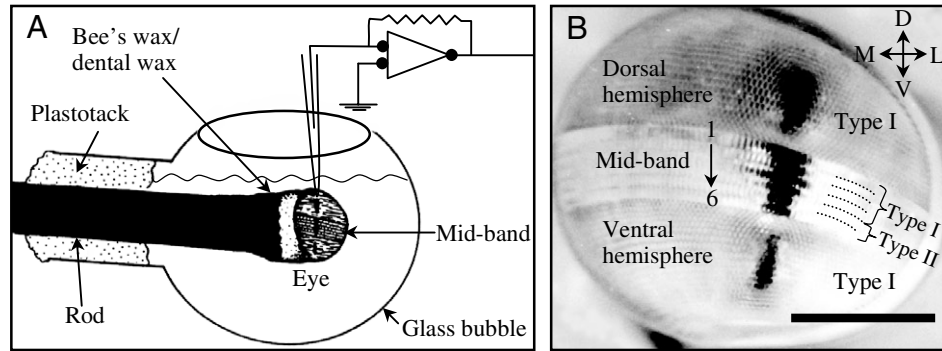 A
Bee's wax/
dental wax
Plastotack
Mid-band
Eye
Rod
Glass bubble
B
D
M
L
V
Dorsal
hemisphere
Type I
1
Mid-band
6
Type I
Type II
Ventral
hemisphere
Type I